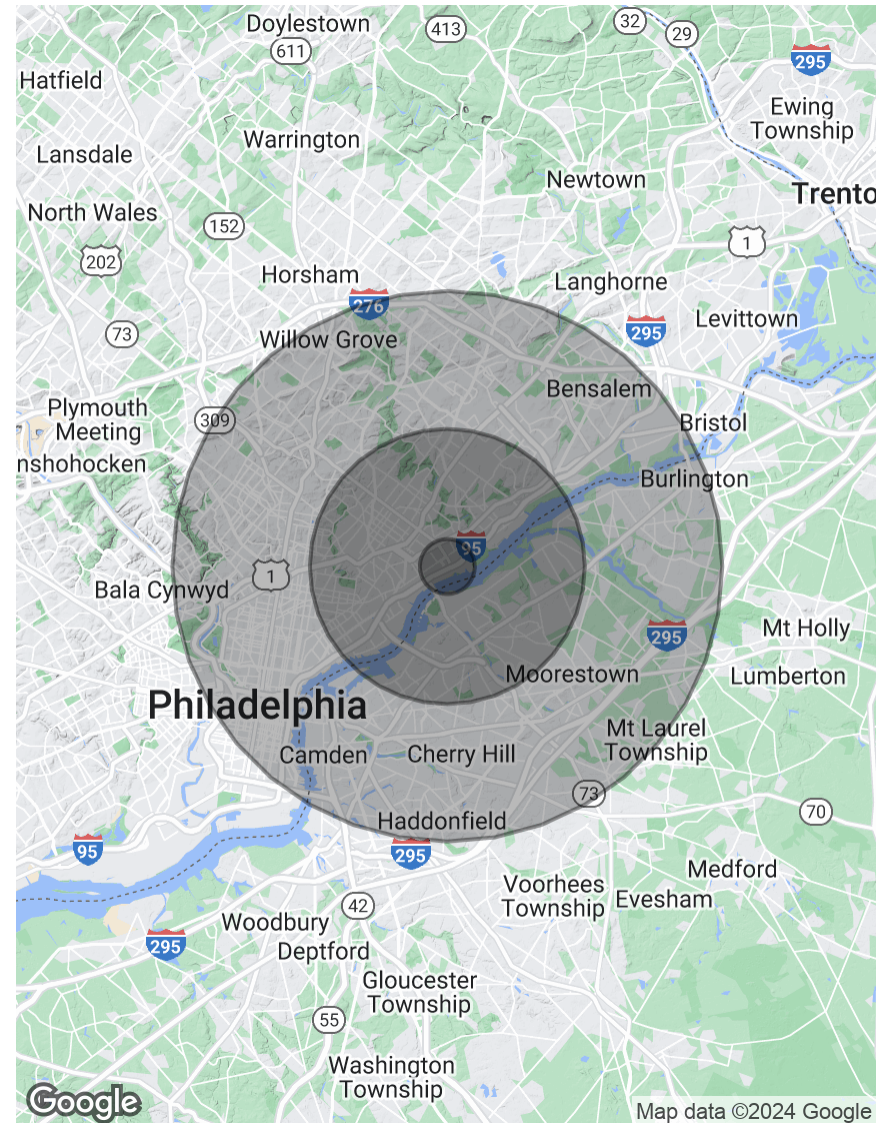 Doylestown
413
32
29
611
295
Hatfield
Ewing
Township
Warrington
Lansdale
Newtown
Trento
North Wales
152
1
202
Horsham
Langhorne
276
Levittown
295
73
Willow Grove
Bensalem
Plymouth
Meeting
309
Bristol
nshohocken
Burlington
95
1
Bala Cynwyd
295
Mt Holly
Moorestown
Lumberton
Philadelphia
Mt Laurel
Township
Camden
Cherry Hill
73
70
Haddonfield
95
295
Medford
Voorhees
Township
Evesham
42
Woodbury
295
Deptford
Gloucester
Township
55
Washington
Township
Google
Map data ©2024 Google